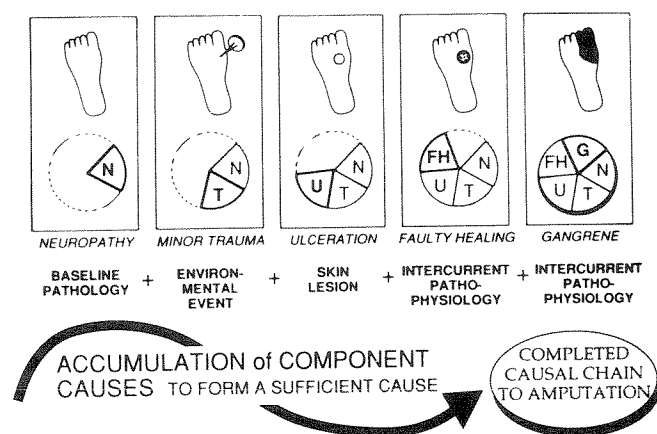 N
N
T
N
T
U
FH
N
T
U
FH
G
N
T
U
NEUROPATHY
MINOR TRAUMA
ULCERATION
FAULTY HEALING
GANGRENE
BASELINE
PATHOLOGY
+
ENVIRON-
MENTAL
EVENT
+
SKIN
LESION
+
INTERCURRENT
PATHO-
PHYSIOLOGY
+
INTERCURRENT
PATHO-
PHYSIOLOGY
ACCUMULATION of COMPONENT
CAUSES TO FORM A SUFFICIENT CAUSE
COMPLETED
CAUSAL CHAIN
TO AMPUTATION